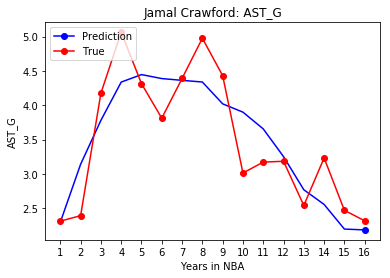 Jamal Crawford: AST_G
Prediction
True
5.0
4.5
4.0
3.5
3.0
2.5
AST_G
1 2 3 4 5 6 7 8 9 10 11 12 13 14 15 16
Years in NBA